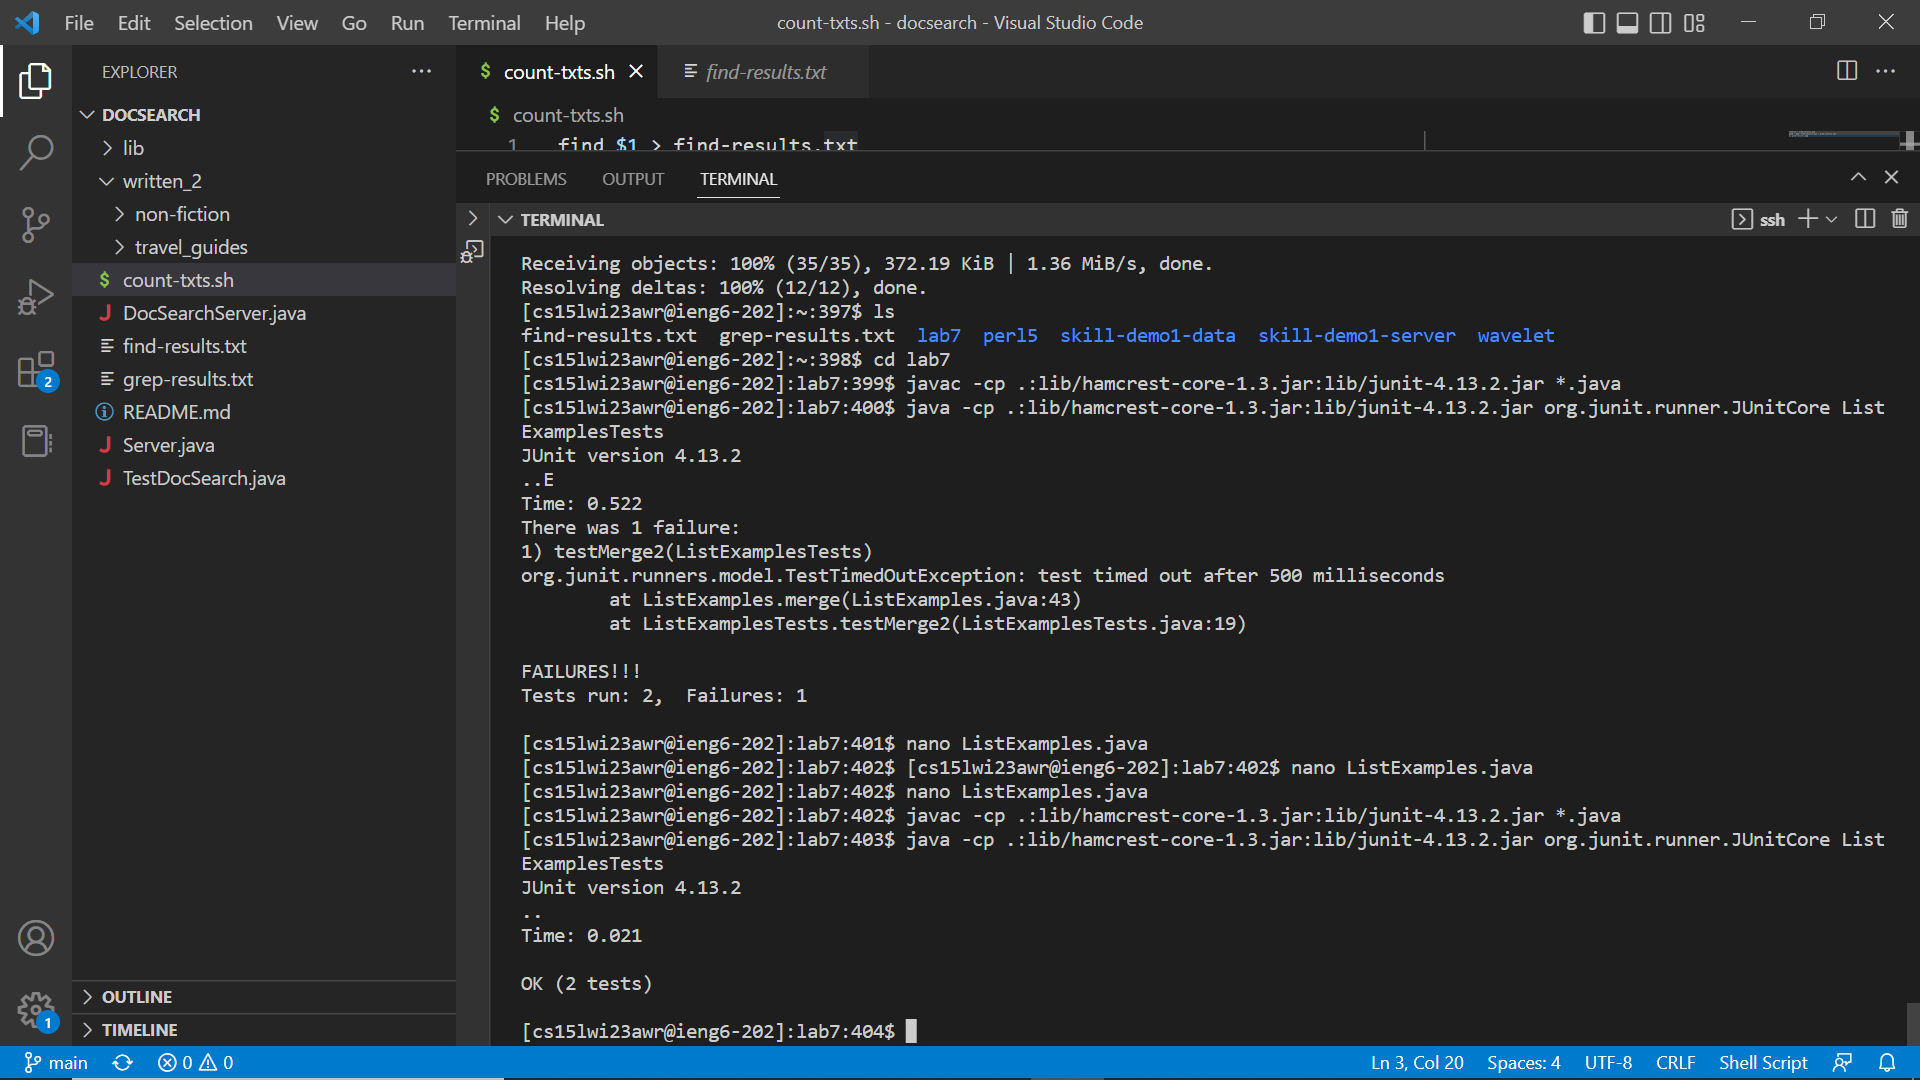 File Edit Selection View Go Run Terminal Help
count-txts.sh - docsearch - Visual Studio Code
EXPLORER
DOCSEARCH
lib
written_2
non-fiction
travel_guides
$ count-txts.sh
J DocSearchServer.java
find-results.txt
grep-results.txt
README.md
J Server.java
J TestDocSearch.java
OUTLINE
TIMELINE
2
1
$ count-txts.sh
find-results.txt
$ count-txts.sh
1 find $1 > find-results.txt
PROBLEMS OUTPUT TERMINAL
TERMINAL
ssh
Receiving objects: 100% (35/35), 372.19 KiB | 1.36 MiB/s, done.
Resolving deltas: 100% (12/12), done.
[cs15lwi23awr@ieng6-202]:~:397$ ls
find-results.txt  grep-results.txt  lab7  perl5  skill-demo1-data  skill-demo1-server  wavelet
[cs15lwi23awr@ieng6-202]:~:398$ cd lab7
[cs15lwi23awr@ieng6-202]:lab7:399$ javac -cp .:lib/hamcrest-core-1.3.jar:lib/junit-4.13.2.jar *.java
[cs15lwi23awr@ieng6-202]:lab7:400$ java -cp .:lib/hamcrest-core-1.3.jar:lib/junit-4.13.2.jar org.junit.runner.JUnitCore List
ExamplesTests
JUnit version 4.13.2
..E
Time: 0.522
There was 1 failure:
1) testMerge2(ListExamplesTests)
org.junit.runners.model.TestTimedOutException: test timed out after 500 milliseconds
at ListExamples.merge(ListExamples.java:43)
at ListExamplesTests.testMerge2(ListExamplesTests.java:19)
FAILURES!!!
Tests run: 2,  Failures: 1
[cs15lwi23awr@ieng6-202]:lab7:401$ nano ListExamples.java
[cs15lwi23awr@ieng6-202]:lab7:402$ [cs15lwi23awr@ieng6-202]:lab7:402$ nano ListExamples.java
[cs15lwi23awr@ieng6-202]:lab7:402$ nano ListExamples.java
[cs15lwi23awr@ieng6-202]:lab7:402$ javac -cp .:lib/hamcrest-core-1.3.jar:lib/junit-4.13.2.jar *.java
[cs15lwi23awr@ieng6-202]:lab7:403$ java -cp .:lib/hamcrest-core-1.3.jar:lib/junit-4.13.2.jar org.junit.runner.JUnitCore List
ExamplesTests
JUnit version 4.13.2
..
Time: 0.021
OK (2 tests)
[cs15lwi23awr@ieng6-202]:lab7:404$
main 0 0 Ln 3, Col 20 Spaces: 4 UTF-8 CRLF Shell Script